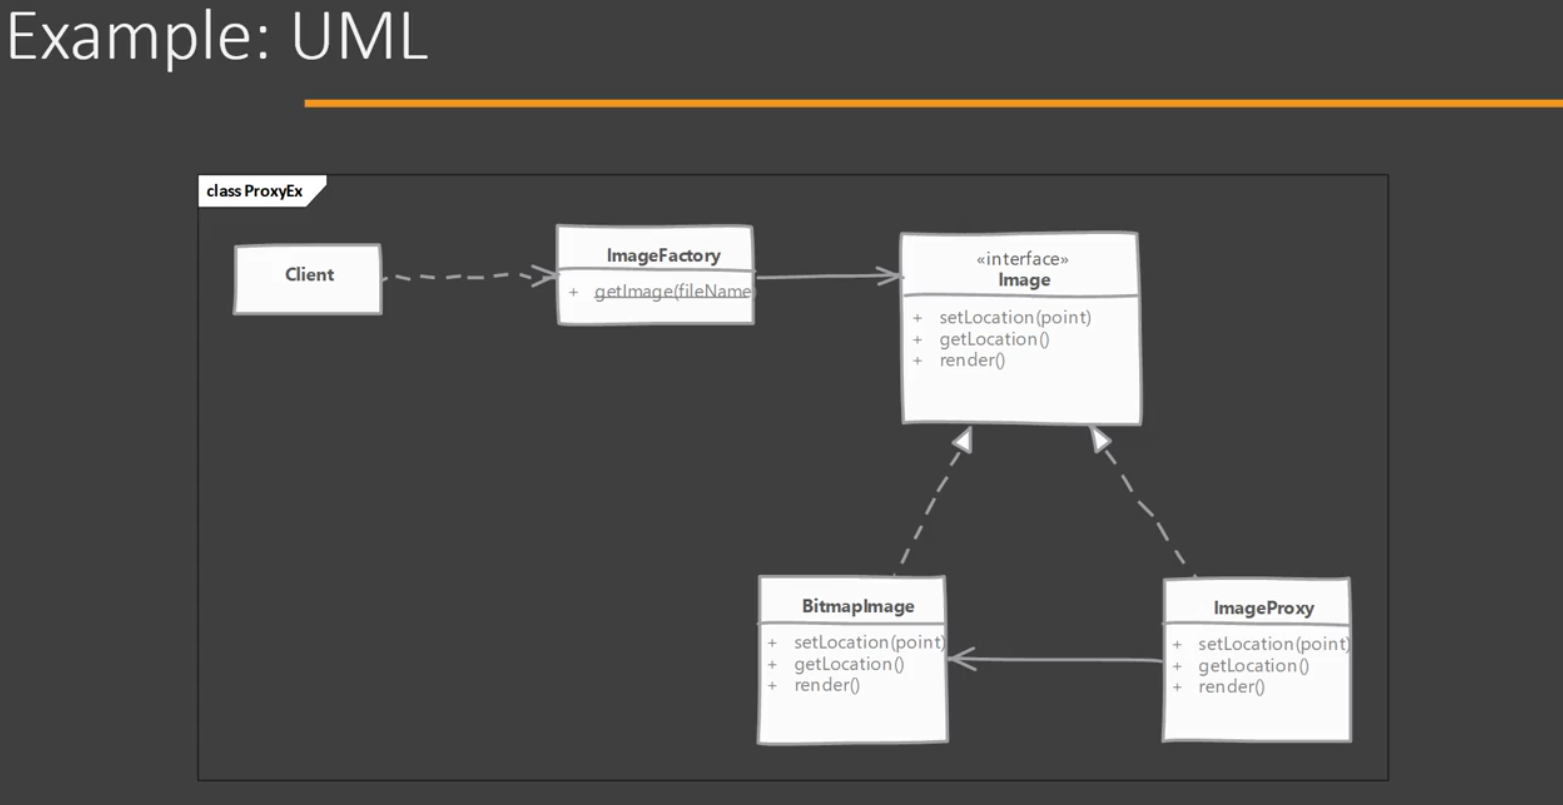 Example: UML
class ProxyEx
Client
ImageFactory
+ getImage(fileName
«interface»
Image
+ setLocation(point)
+ getLocation()
+ render()
BitmapImage
+ setLocation(point)
+ getLocation()
+ render()
ImageProxy
+ setLocation(point)
+ getLocation()
+ render()